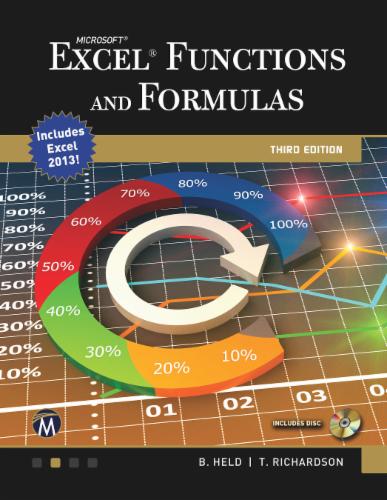 MICROSOFT®
EXCEL® FUNCTIONS
AND FORMULAS
Includes
Excel
2013!
THIRD EDITION
100%
90%
80%
70%
60%
50%
40%
30%
20%
10%
70%
80%
90%
100%
60%
50%
40%
30%
20%
10%
01
02
03
04
INCLUDES DISC
M
B. HELD | T. RICHARDSON